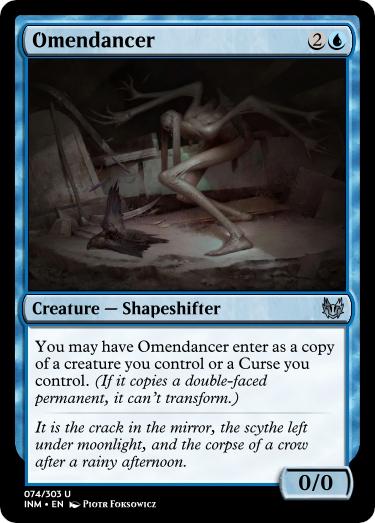 Omendancer 2
Creature — Shapeshifter
You may have Omendancer enter as a copy
of a creature you control or a Curse you
control. (If it copies a double-faced
permanent, it can't transform.)
It is the crack in the mirror, the scythe left
under moonlight, and the corpse of a crow
after a rainy afternoon.
0/0
074/303 U
INM • EN Piotr Foksowicz